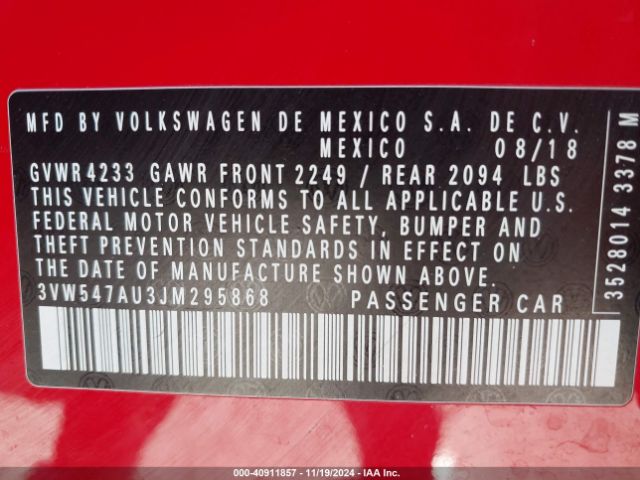 MFD BY VOLKSWAGEN DE MEXICO S.A. DE C.V.
MEXICO 08/18
GVWR 4233 GAWR FRONT 2249 / REAR 2094 LBS
THIS VEHICLE CONFORMS TO ALL APPLICABLE U.S.
FEDERAL MOTOR VEHICLE SAFETY, BUMPER AND
THEFT PREVENTION STANDARDS IN EFFECT ON
THE DATE OF MANUFACTURE SHOWN ABOVE.
3VW547AU3JM295868 PASSENGER CAR
3528014 3378 M
000-40911857 - 11/19/2024 - IAA Inc.